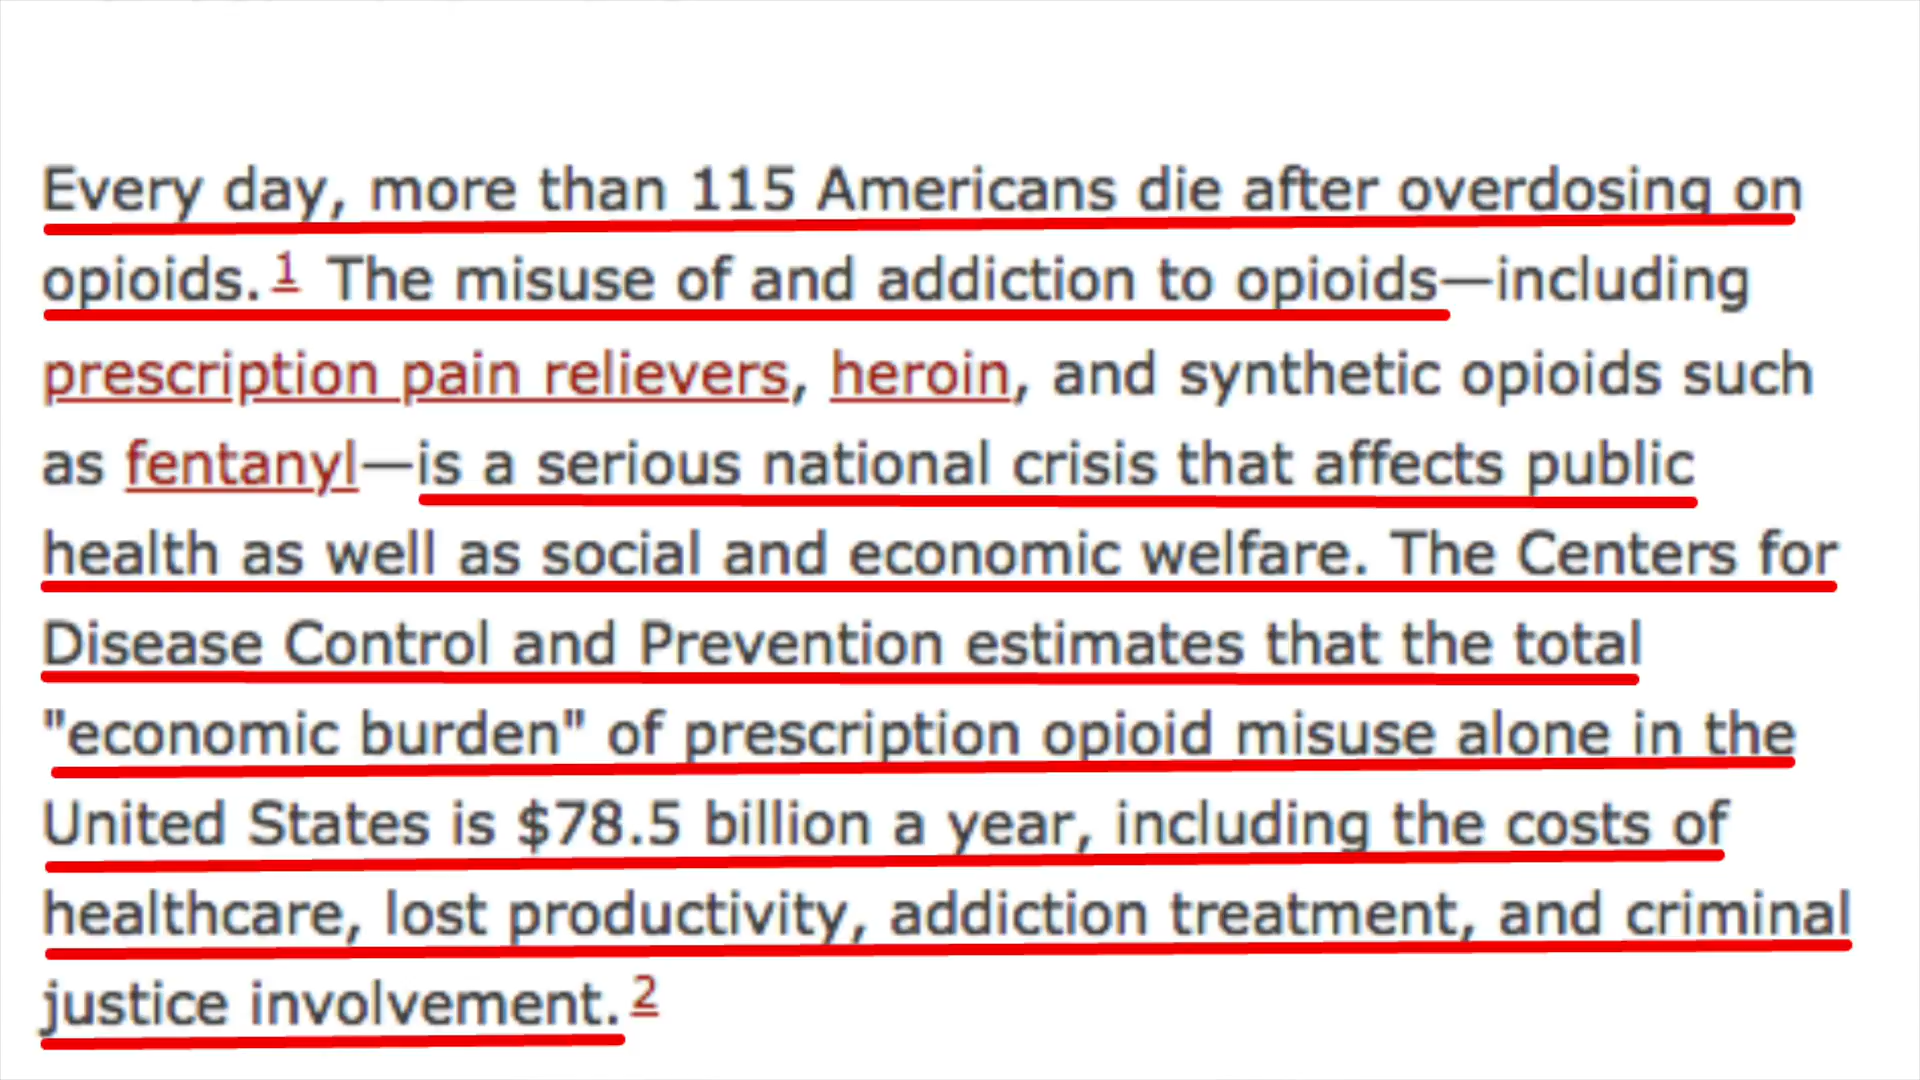 Every day, more than 115 Americans die after overdosing on
opioids.1 The misuse of and addiction to opioids—including
prescription pain relievers, heroin, and synthetic opioids such
as fentanyl—is a serious national crisis that affects public
health as well as social and economic welfare. The Centers for
Disease Control and Prevention estimates that the total
"economic burden" of prescription opioid misuse alone in the
United States is $78.5 billion a year, including the costs of
healthcare, lost productivity, addiction treatment, and criminal
justice involvement.2